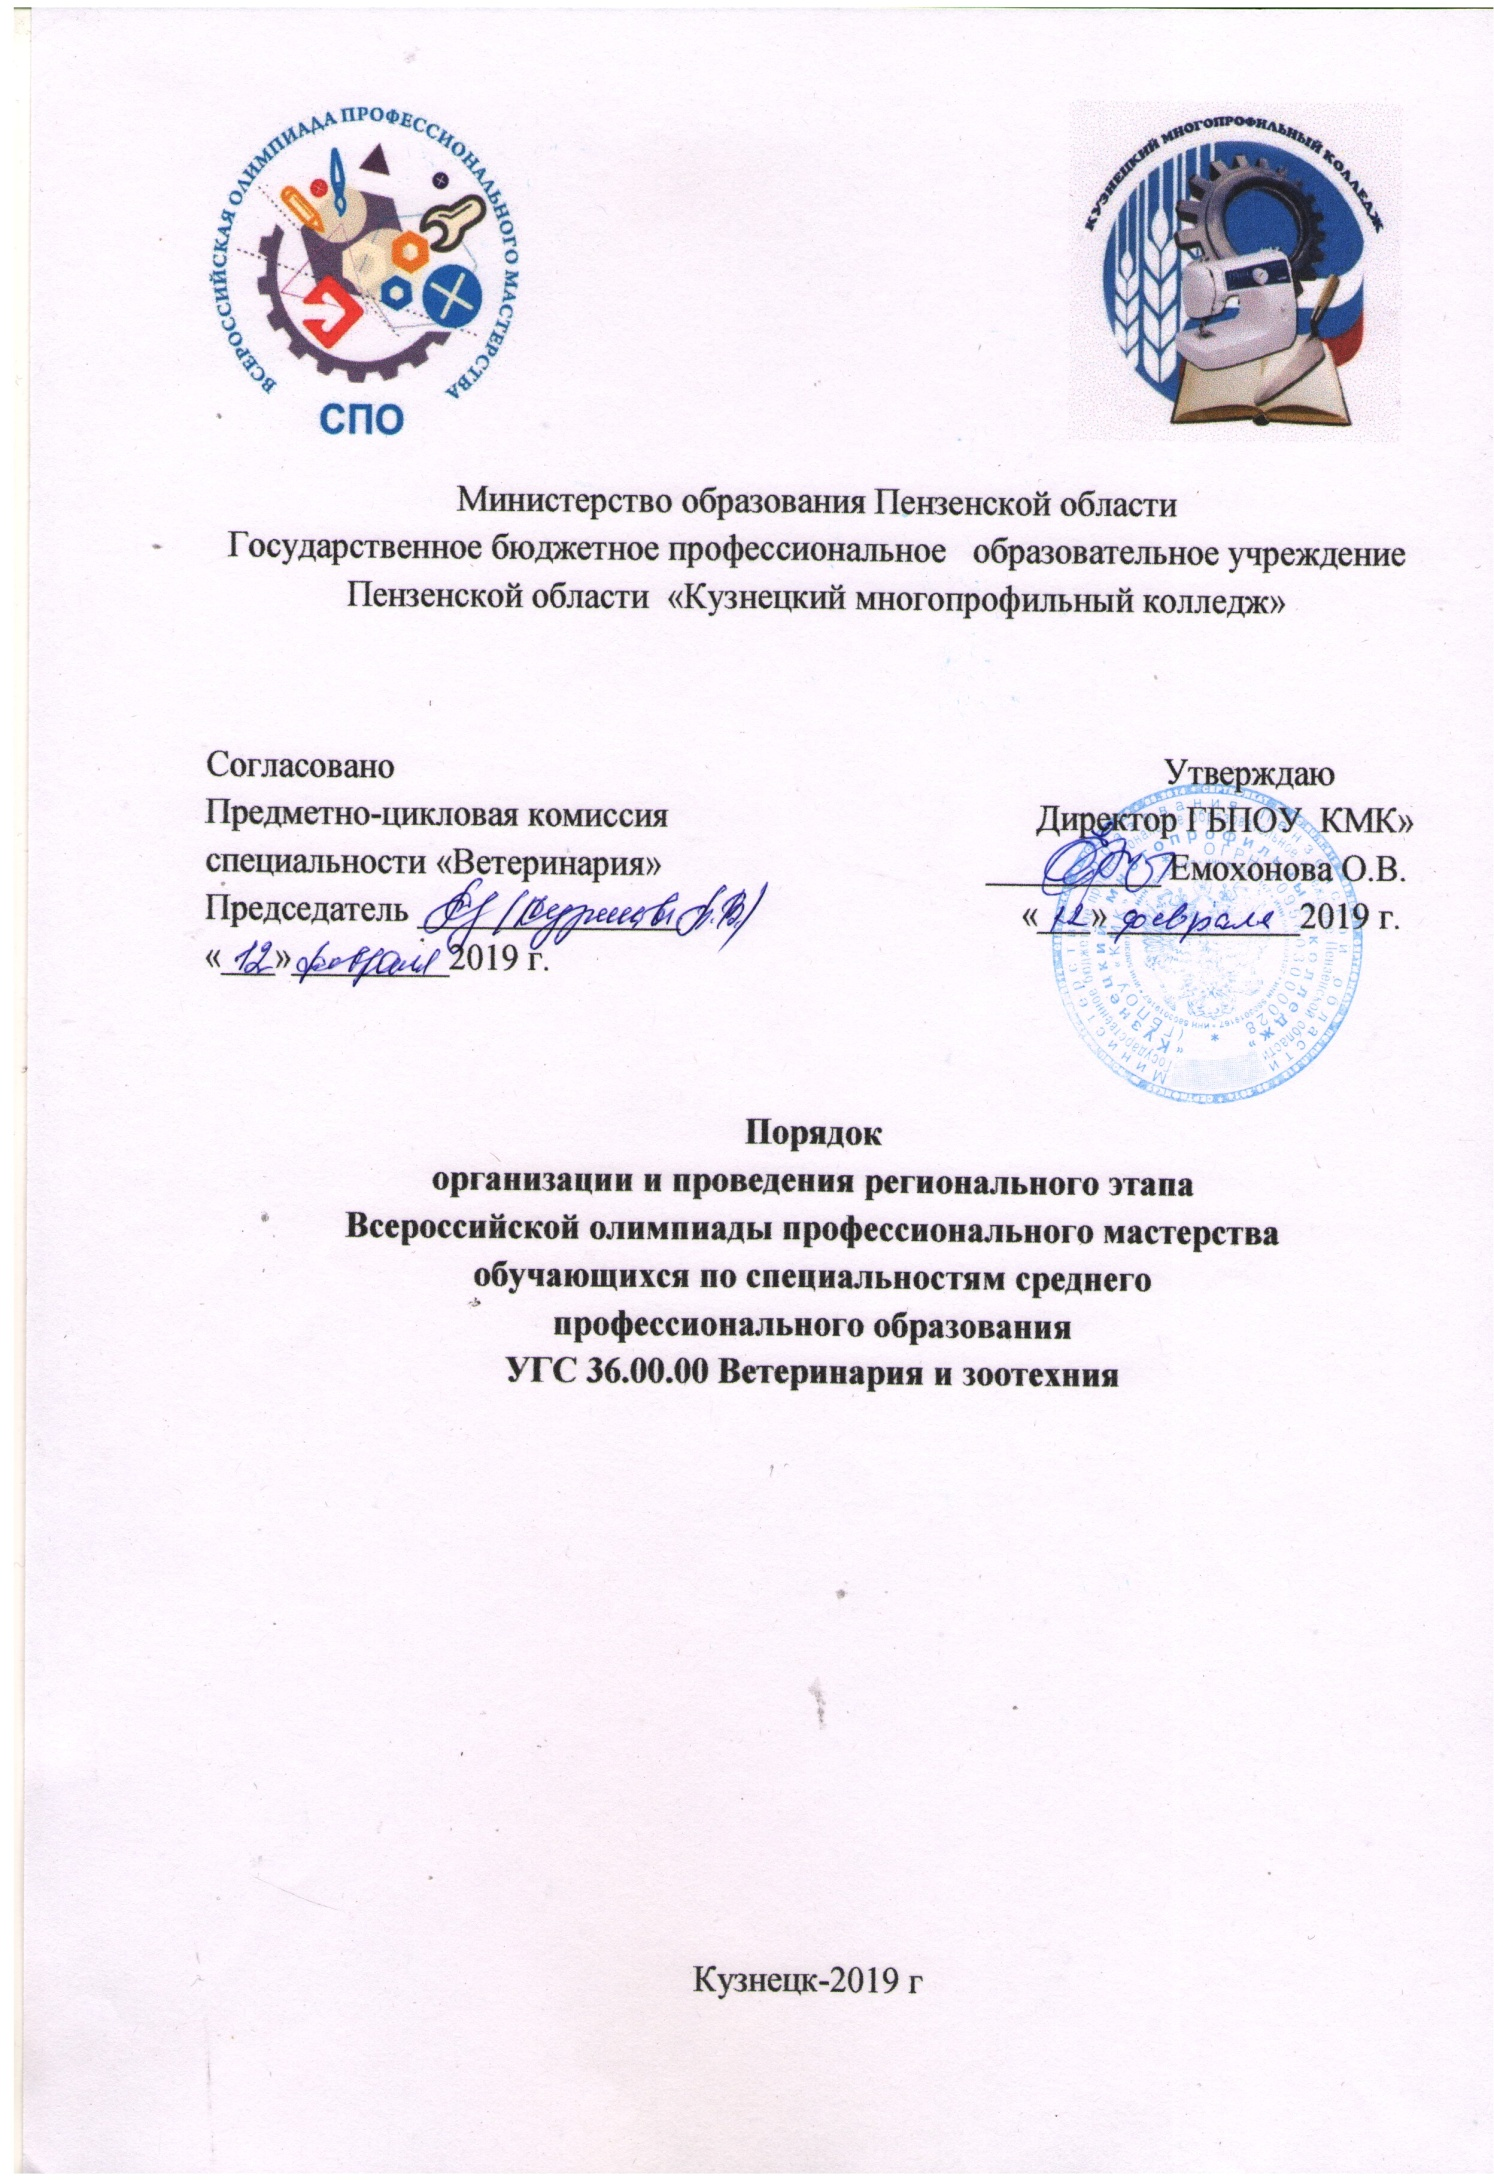 ВСЕРОССИЙСКАЯ ОЛИМПИАДА ПРОФЕССИОНАЛЬНОГО МАСТЕРСТВА
СПО
КУЗНЕЦКИЙ МНОГОПРОФИЛЬНЫЙ КОЛЛЕДЖ
Министерство образования Пензенской области
Государственное бюджетное профессиональное образовательное учреждение
Пензенской области «Кузнецкий многопрофильный колледж»
Согласовано
Предметно-цикловая комиссия
специальности «Ветеринария»
Председатель
«12» февраля 2019 г.
Утверждаю
Директор ГБПОУ КМК»
Емохонова О.В.
«12» февраля 2019 г.
Порядок
организации и проведения регионального этапа
Всероссийской олимпиады профессионального мастерства
обучающихся по специальностям среднего
профессионального образования
УГС 36.00.00 Ветеринария и зоотехния
Кузнецк-2019 г